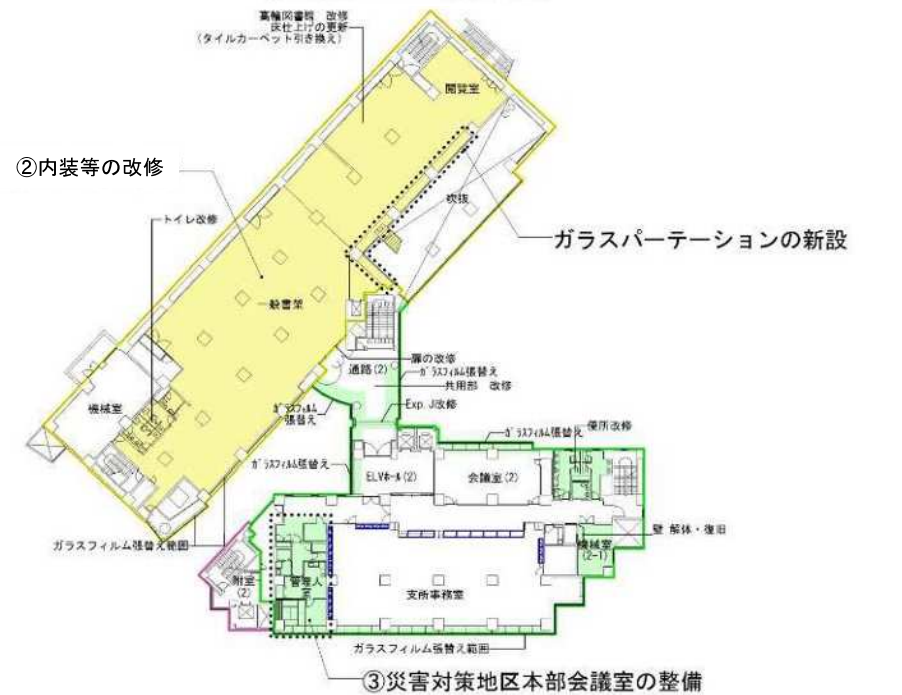 高輪図書館 改修
床仕上げの更新
(タイルカーペット引き換え)
閲覧室
②内装等の改修
吹抜
トイレ改修
ガラスパーテーションの新設
一般書架
扉の改修
通路(2)
ガラスフィルム張替え
共用部 改修
機械室
ガラスフィルム
張替え
Exp.J改修
ガラスフィルム張替え
便所改修
ガラスフィルム張替え
ELVホール(2)
会議室(2)
壁 解体・復旧
ガラスフィルム張替え範囲
機械室
(2-1)
附室
(2)
管理人
室
支所事務室
ガラスフィルム張替え範囲
③災害対策地区本部会議室の整備